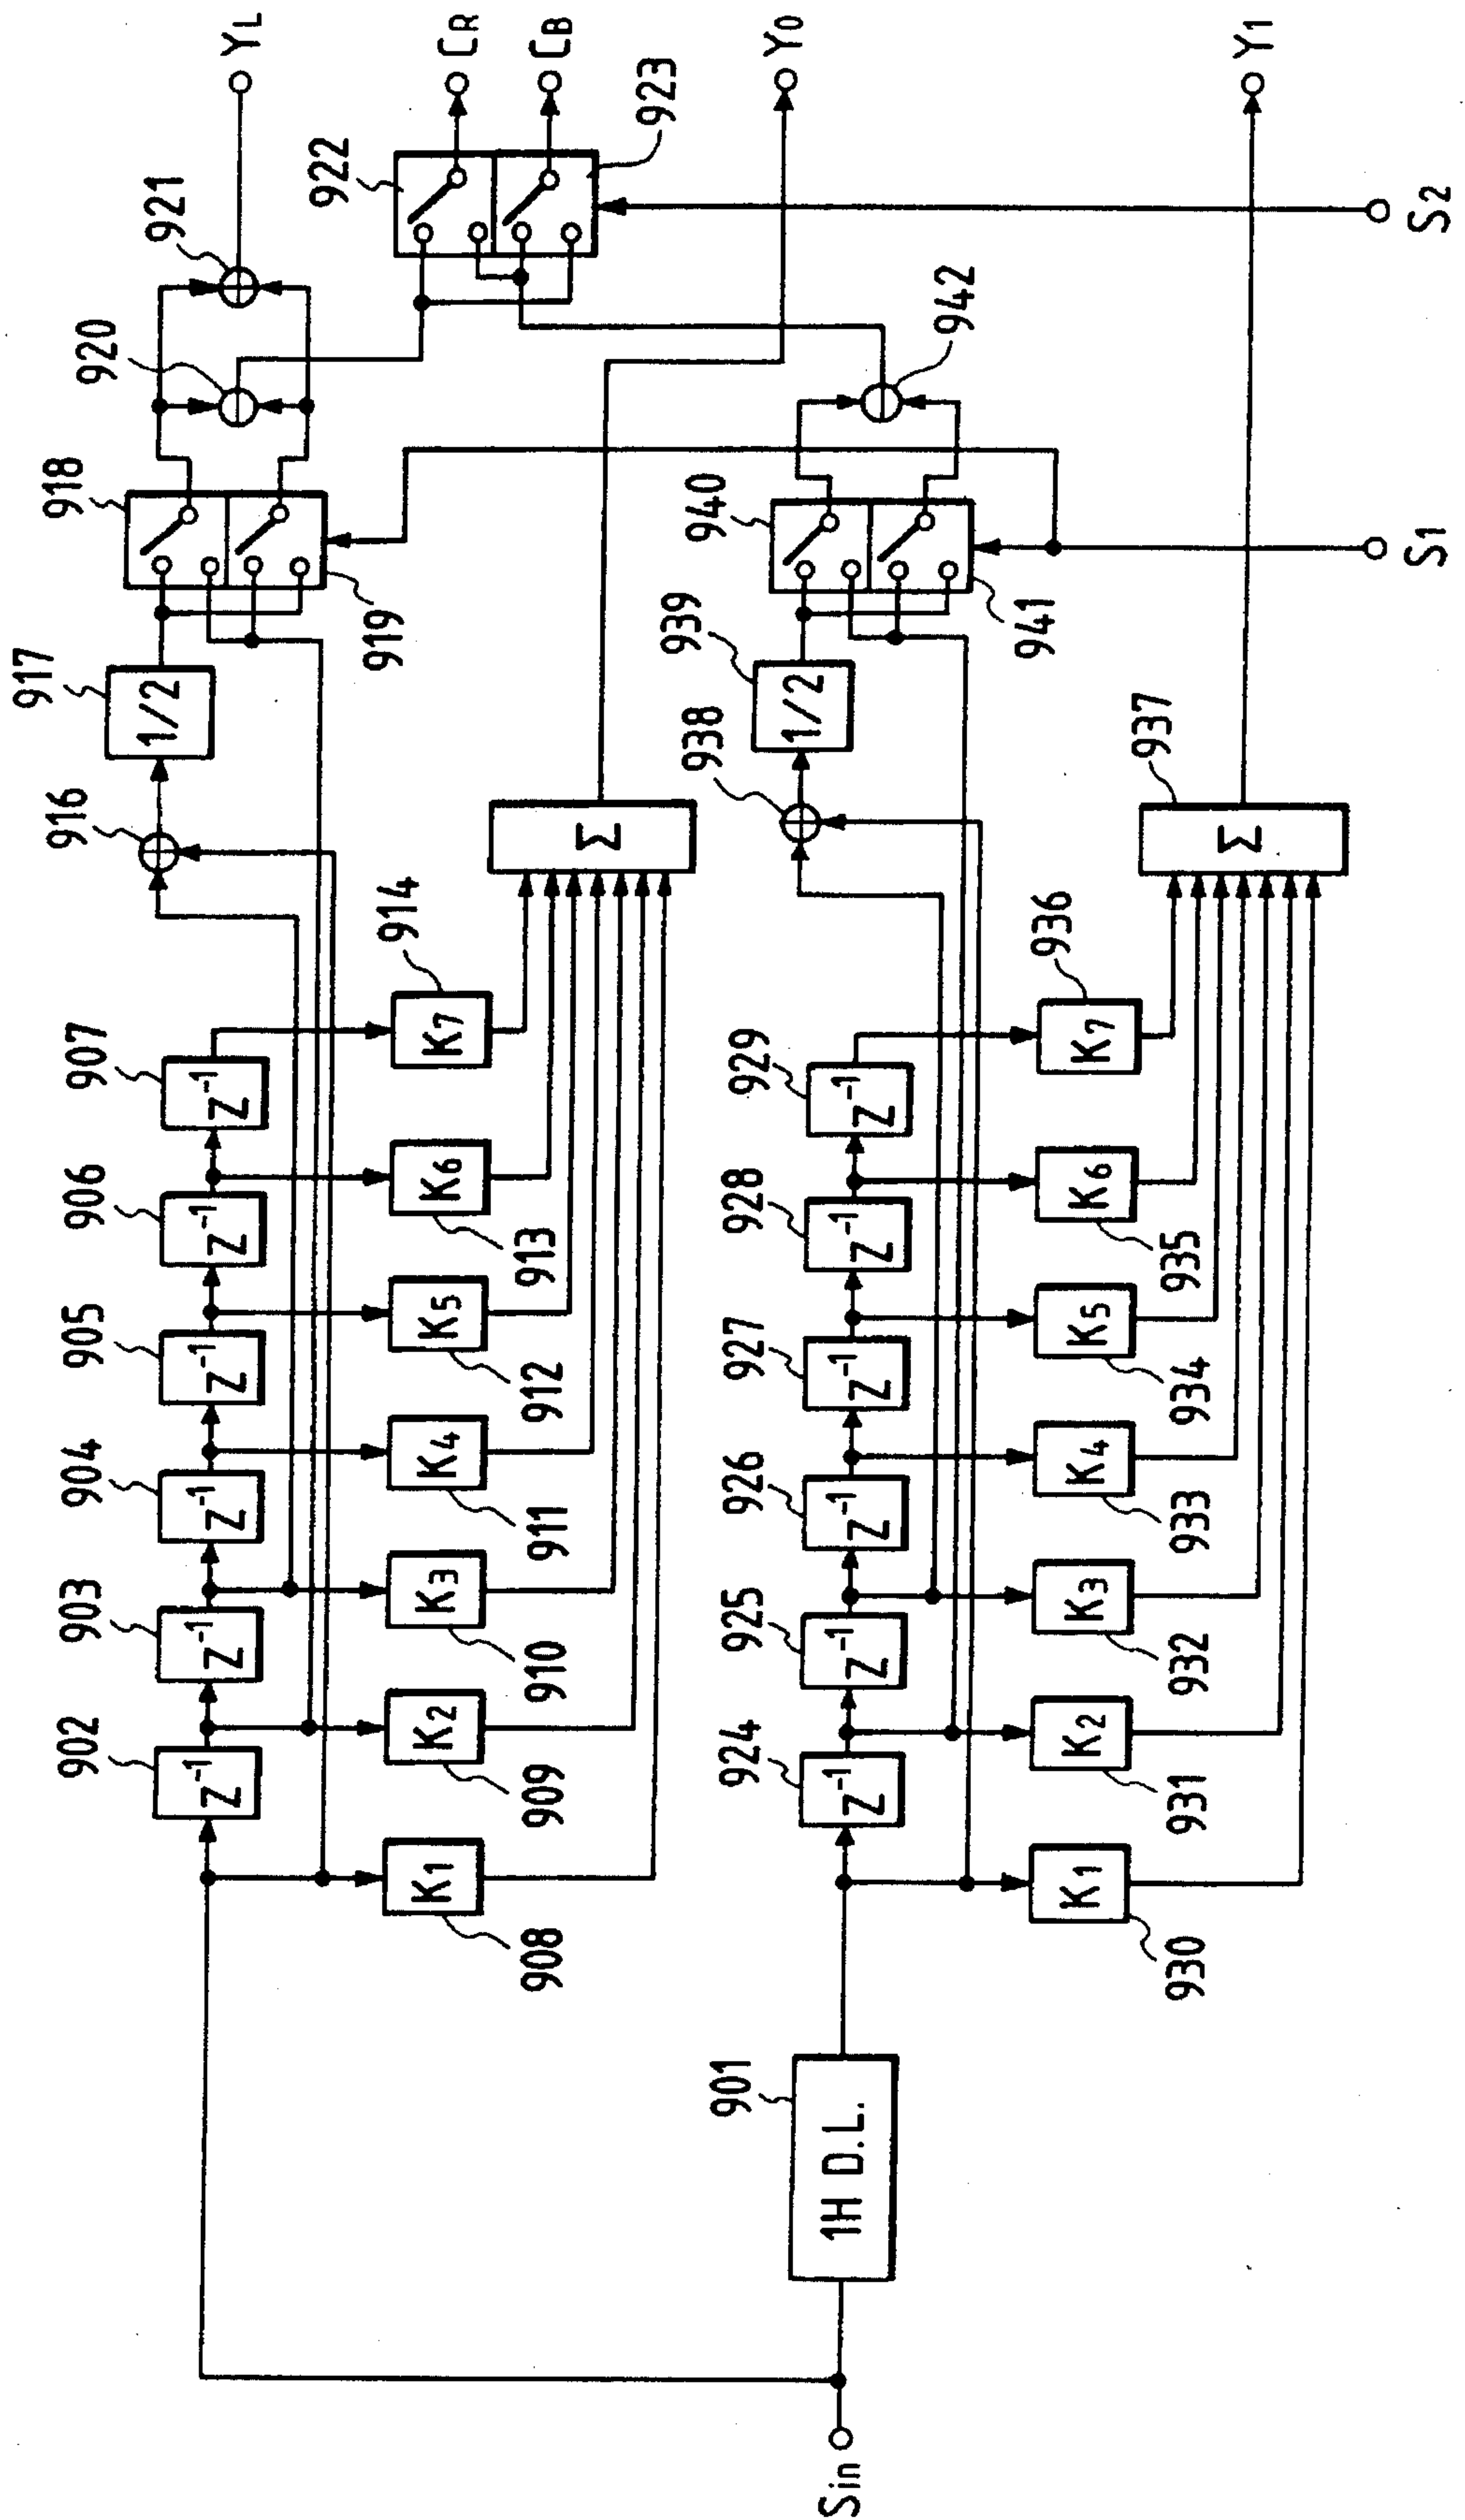 917
916
907
906
905
904
903
902
1/2
Z⁻¹
Z⁻¹
Z⁻¹
Z⁻¹
Z⁻¹
Z⁻¹
918
919
920
921
YL
922
923
CR
CB
914
913
912
911
910
909
908
K7
K6
K5
K4
K3
K2
K1
Σ
Y0
901
1H D.L.
Sin
924
925
926
927
928
929
Z⁻¹
Z⁻¹
Z⁻¹
Z⁻¹
Z⁻¹
Z⁻¹
938
939
1/2
940
941
942
930
931
932
933
934
935
936
K1
K2
K3
K4
K5
K6
K7
937
Σ
Y1
S1
S2